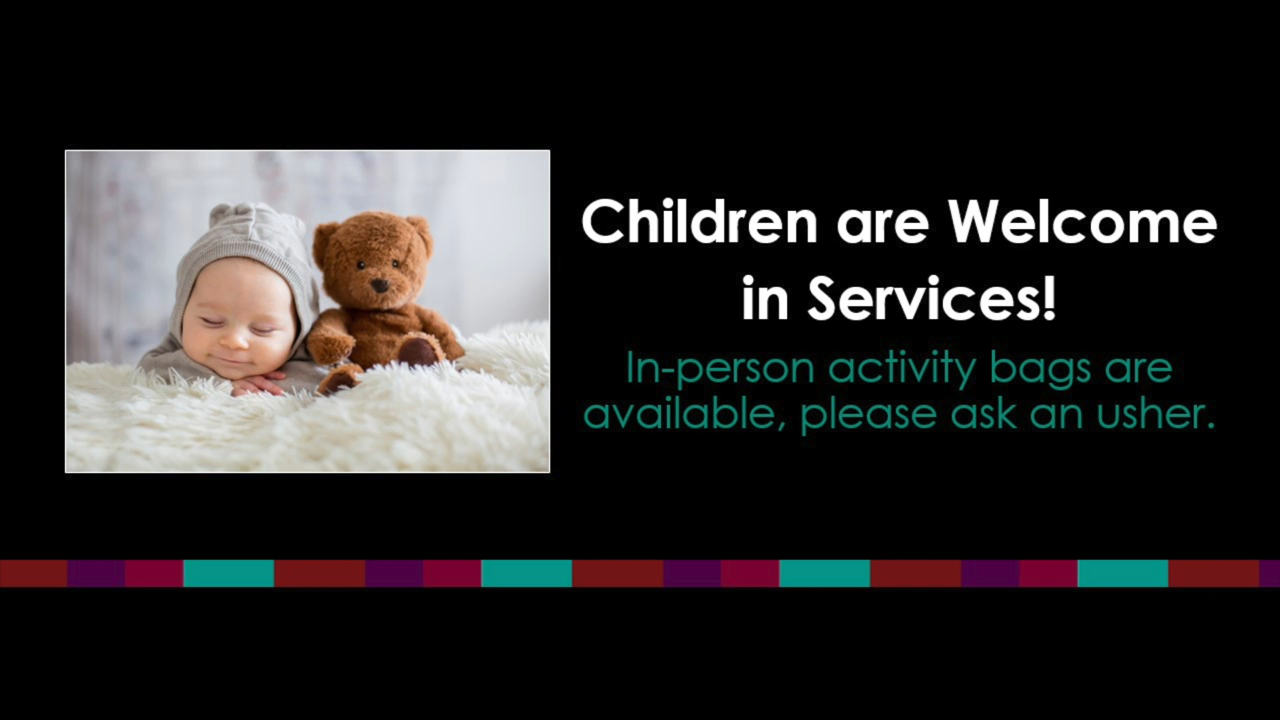 Children are Welcome
in Services!
In-person activity bags are
available, please ask an usher.